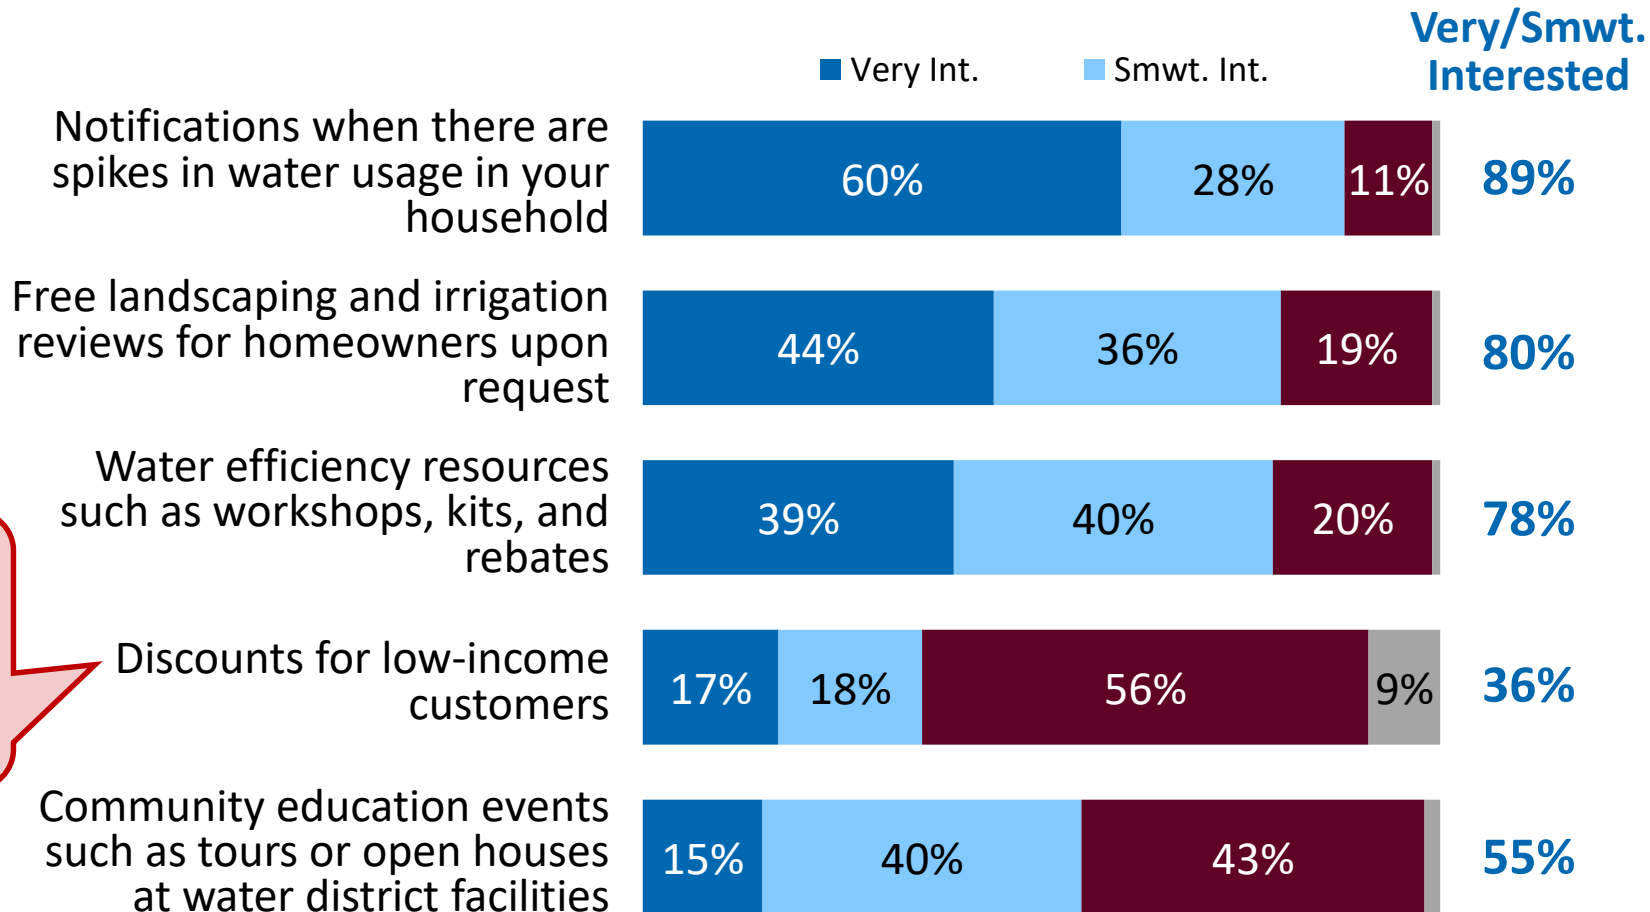 Very/Smwt.
Interested
Very Int.
Smwt. Int.
Notifications when there are
spikes in water usage in your
household
60%
28%
11%
89%
Free landscaping and irrigation
reviews for homeowners upon
request
44%
36%
19%
80%
Water efficiency resources
such as workshops, kits, and
rebates
39%
40%
20%
78%
Discounts for low-income
customers
17%
18%
56%
9%
36%
Community education events
such as tours or open houses
at water district facilities
15%
40%
43%
55%